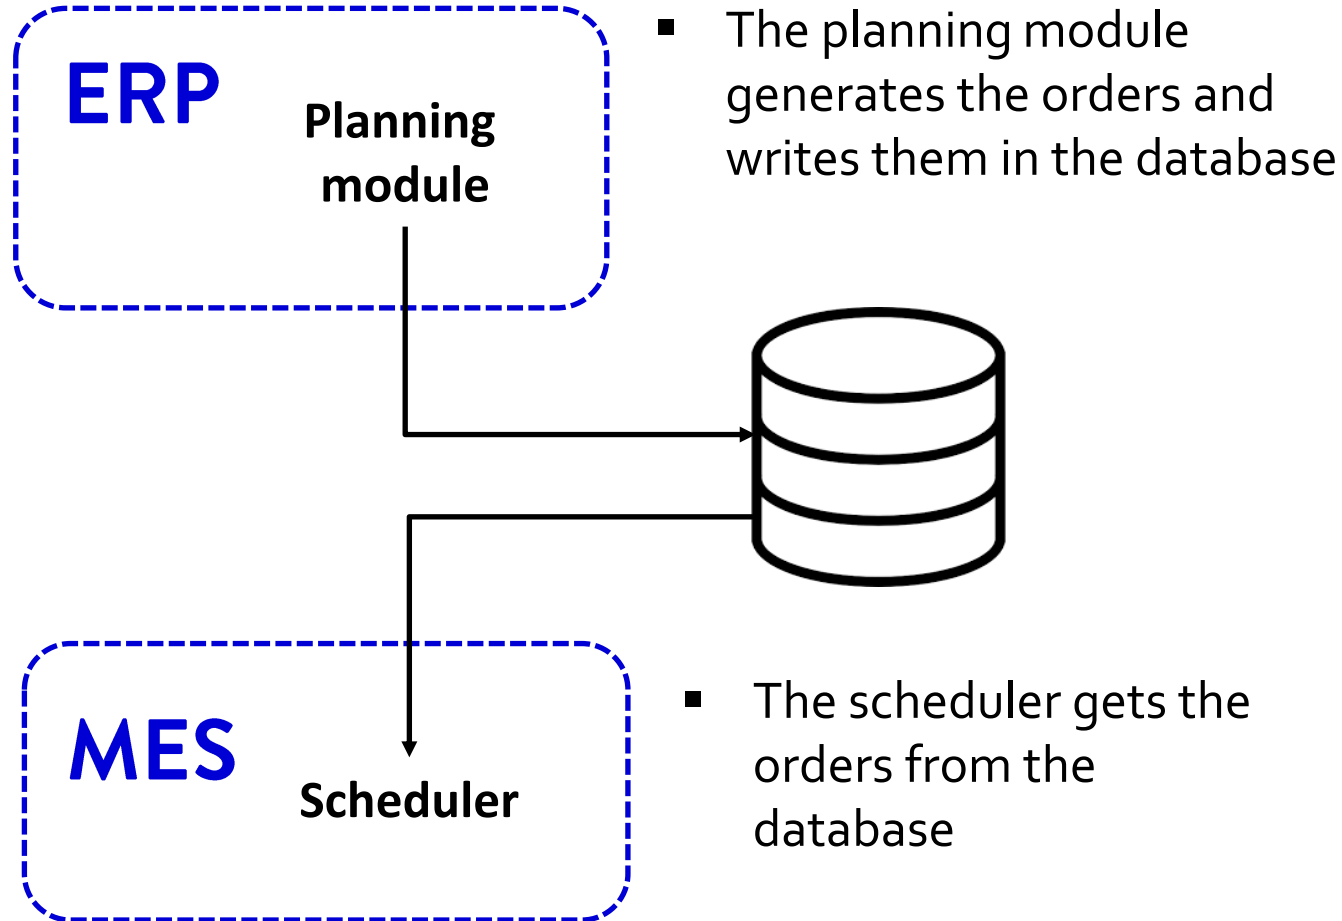 ERP
Planning
module
▪ The planning module
generates the orders and
writes them in the database
MES
Scheduler
▪ The scheduler gets the
orders from the
database